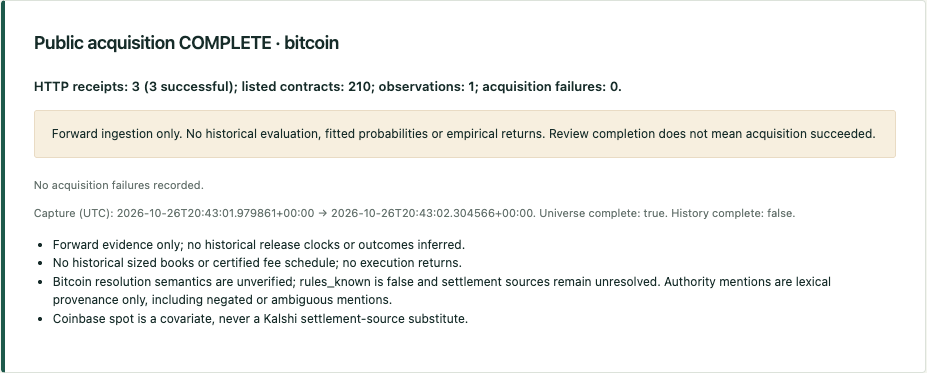 Public acquisition COMPLETE · bitcoin
HTTP receipts: 3 (3 successful); listed contracts: 210; observations: 1; acquisition failures: 0.
Forward ingestion only. No historical evaluation, fitted probabilities or empirical returns. Review completion does not mean acquisition succeeded.
No acquisition failures recorded.
Capture (UTC): 2026-10-26T20:43:01.979861+00:00 → 2026-10-26T20:43:02.304566+00:00. Universe complete: true. History complete: false.
• Forward evidence only; no historical release clocks or outcomes inferred.
• No historical sized books or certified fee schedule; no execution returns.
• Bitcoin resolution semantics are unverified; rules_known is false and settlement sources remain unresolved. Authority mentions are lexical
provenance only, including negated or ambiguous mentions.
• Coinbase spot is a covariate, never a Kalshi settlement-source substitute.